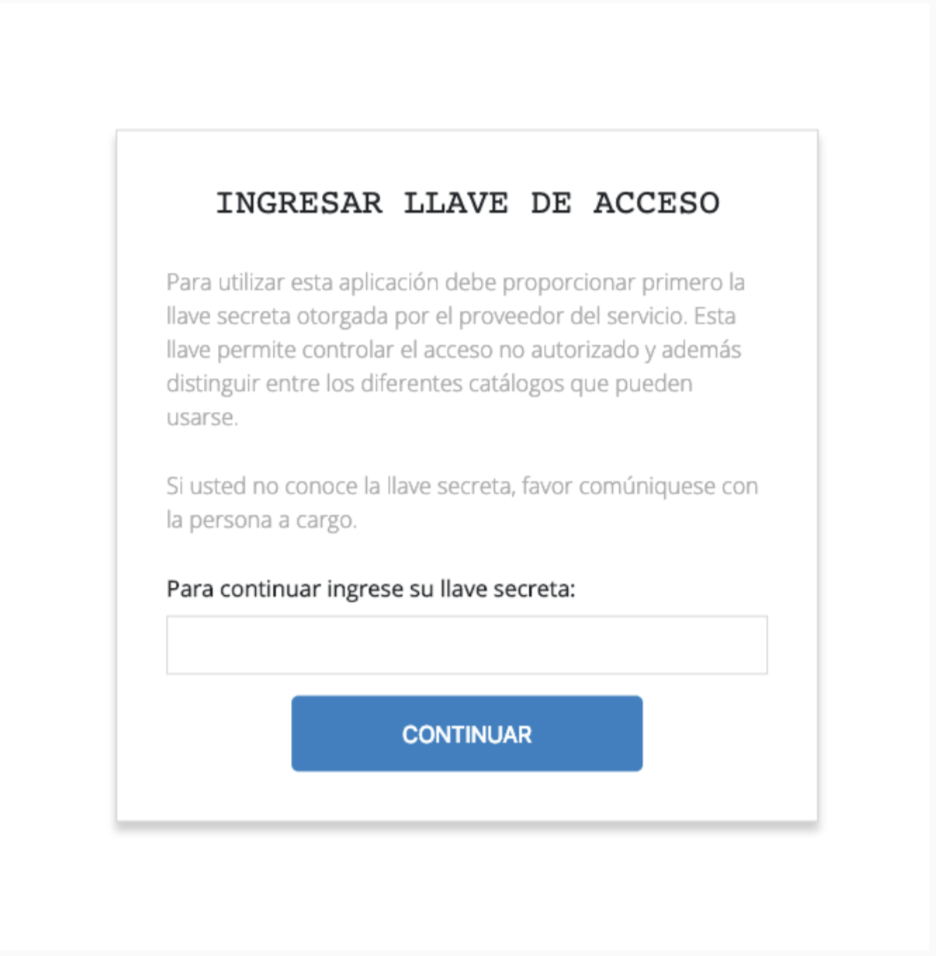 INGRESAR LLAVE DE ACCESO
Para utilizar esta aplicación debe proporcionar primero la
llave secreta otorgada por el proveedor del servicio. Esta
llave permite controlar el acceso no autorizado y además
distinguir entre los diferentes catálogos que pueden
usarse.
Si usted no conoce la llave secreta, favor comúniquese con
la persona a cargo.
Para continuar ingrese su llave secreta:
CONTINUAR